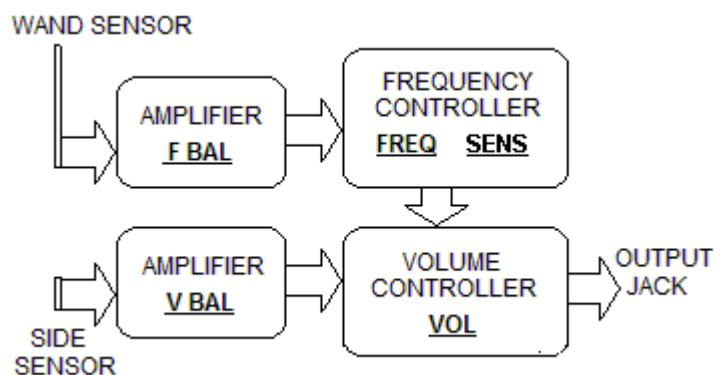 WAND SENSOR
AMPLIFIER
F BAL
FREQUENCY
CONTROLLER
FREQ SENS
AMPLIFIER
V BAL
VOLUME
CONTROLLER
VOL
OUTPUT
JACK
SIDE
SENSOR